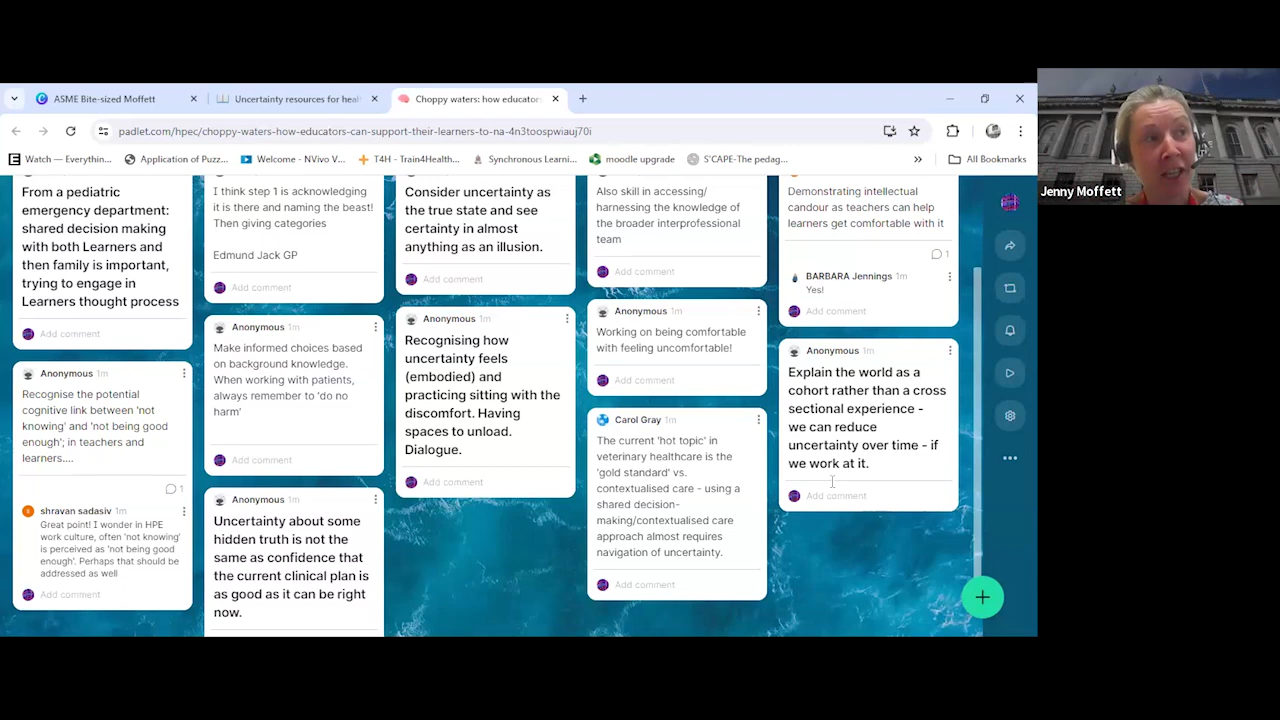 ASME Bite-sized Moffett
Uncertainty resources for heal
Choppy waters: how educators
padlet.com/hpec/choppy-waters-how-educators-can-support-their-learners-to-na-4n3toospwiauj70i
Watch — Everythin...
Application of Puzz...
Welcome - NVivo V...
T4H - Train4Health...
Synchronous Learni...
moodle upgrade
S'CAPE-The pedag...
»
All Bookmarks
Jenny Moffett
From a pediatric
emergency department:
shared decision making
with both Learners and
then family is important,
trying to engage in
Learners thought process
Add comment
Anonymous 1m
Recognise the potential
cognitive link between 'not
knowing' and 'not being good
enough'; in teachers and
learners....
1
shravan sadasiv 1m
Great point! I wonder in HPE
work culture, often 'not knowing'
is perceived as 'not being good
enough'. Perhaps that should be
addressed as well
Add comment
I think step 1 is acknowledging
it is there and naming the beast!
Then giving categories
Edmund Jack GP
Add comment
Anonymous 1m
Make informed choices based
on background knowledge.
When working with patients,
always remember to 'do no
harm'
Add comment
Anonymous 1m
Uncertainty about some
hidden truth is not the
same as confidence that
the current clinical plan is
as good as it can be right
now.
Consider uncertainty as
the true state and see
certainty in almost
anything as an illusion.
Add comment
Anonymous 1m
Recognising how
uncertainty feels
(embodied) and
practicing sitting with the
discomfort. Having
spaces to unload.
Dialogue.
Add comment
Also skill in accessing/
harnessing the knowledge of
the broader interprofessional
team
Add comment
Anonymous 1m
Working on being comfortable
with feeling uncomfortable!
Add comment
Carol Gray 1m
The current 'hot topic' in
veterinary healthcare is the
'gold standard' vs.
contextualised care - using a
shared decision-
making/contextualised care
approach almost requires
navigation of uncertainty.
Add comment
Demonstrating intellectual
candour as teachers can help
learners get comfortable with it
1
BARBARA Jennings 1m
Yes!
Add comment
Anonymous 1m
Explain the world as a
cohort rather than a cross
sectional experience -
we can reduce
uncertainty over time - if
we work at it.
Add comment